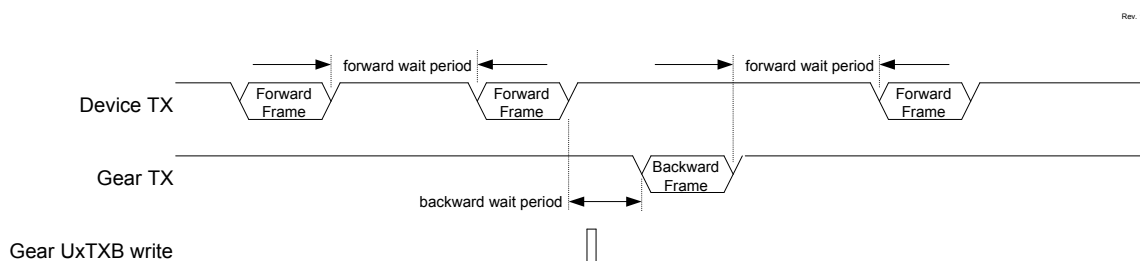 Rev.
forward wait period
forward wait period
Device TX
Forward
Frame
Forward
Frame
Forward
Frame
Gear TX
Backward
Frame
backward wait period
Gear UxTXB write